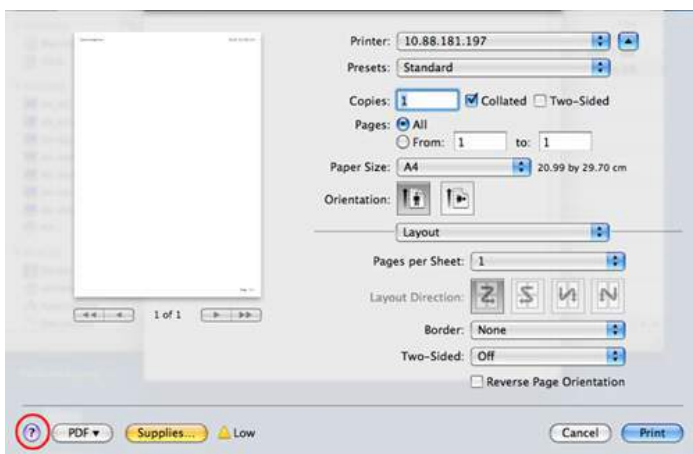 Printer: 10.88.181.197
Presets: Standard
Copies: 1 Collated Two-Sided
Pages: All
From: 1 to: 1
Paper Size: A4 20.99 by 29.70 cm
Orientation:
Layout
Pages per Sheet: 1
Layout Direction:
Border: None
Two-Sided: Off
Reverse Page Orientation
1 of 1
? PDF Supplies... Low Cancel Print